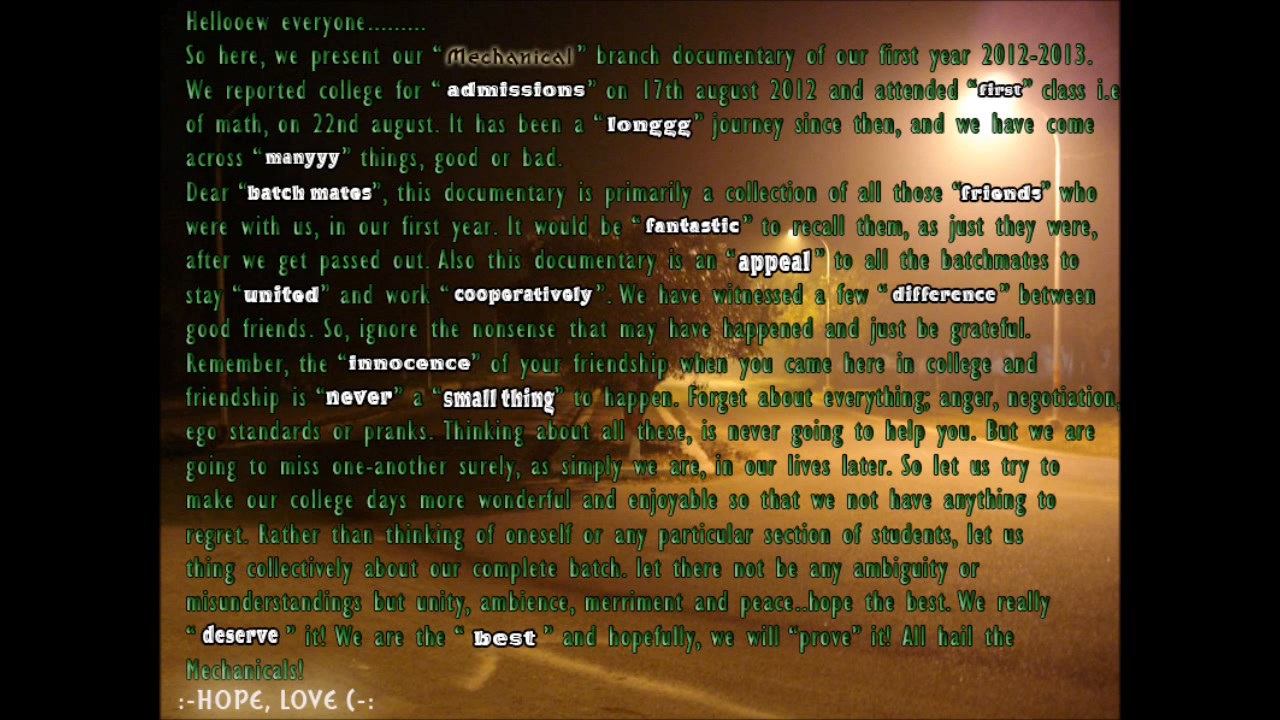 Hellooew everyone.........
So here, we present our “Mechanical” branch documentary of our first year 2012-2013.
We reported college for “admissions” on 17th august 2012 and attended “first” class i.e
of math, on 22nd august. It has been a “longgg” journey since then, and we have come
across “manyyy” things, good or bad.
Dear “batch mates”, this documentary is primarily a collection of all those “friends” who
were with us, in our first year. It would be “fantastic” to recall them, as just they were,
after we get passed out. Also this documentary is an “appeal” to all the batchmates to
stay “united” and work “cooperatively”. We have witnessed a few “difference” between
good friends. So, ignore the nonsense that may have happened and just be grateful.
Remember, the “innocence” of your friendship when you came here in college and
friendship is “never” a “small thing” to happen. Forget about everything; anger, negotiation,
ego standards or pranks. Thinking about all these, is never going to help you. But we are
going to miss one-another surely, as simply we are, in our lives later. So let us try to
make our college days more wonderful and enjoyable so that we not have anything to
regret. Rather than thinking of oneself or any particular section of students, let us
thing collectively about our complete batch. let there not be any ambiguity or
misunderstandings but unity, ambience, merriment and peace..hope the best. We really
“ deserve ” it! We are the “ best ” and hopefully, we will “prove” it! All hail the
Mechanicals!
:-HOPE, LOVE (-: